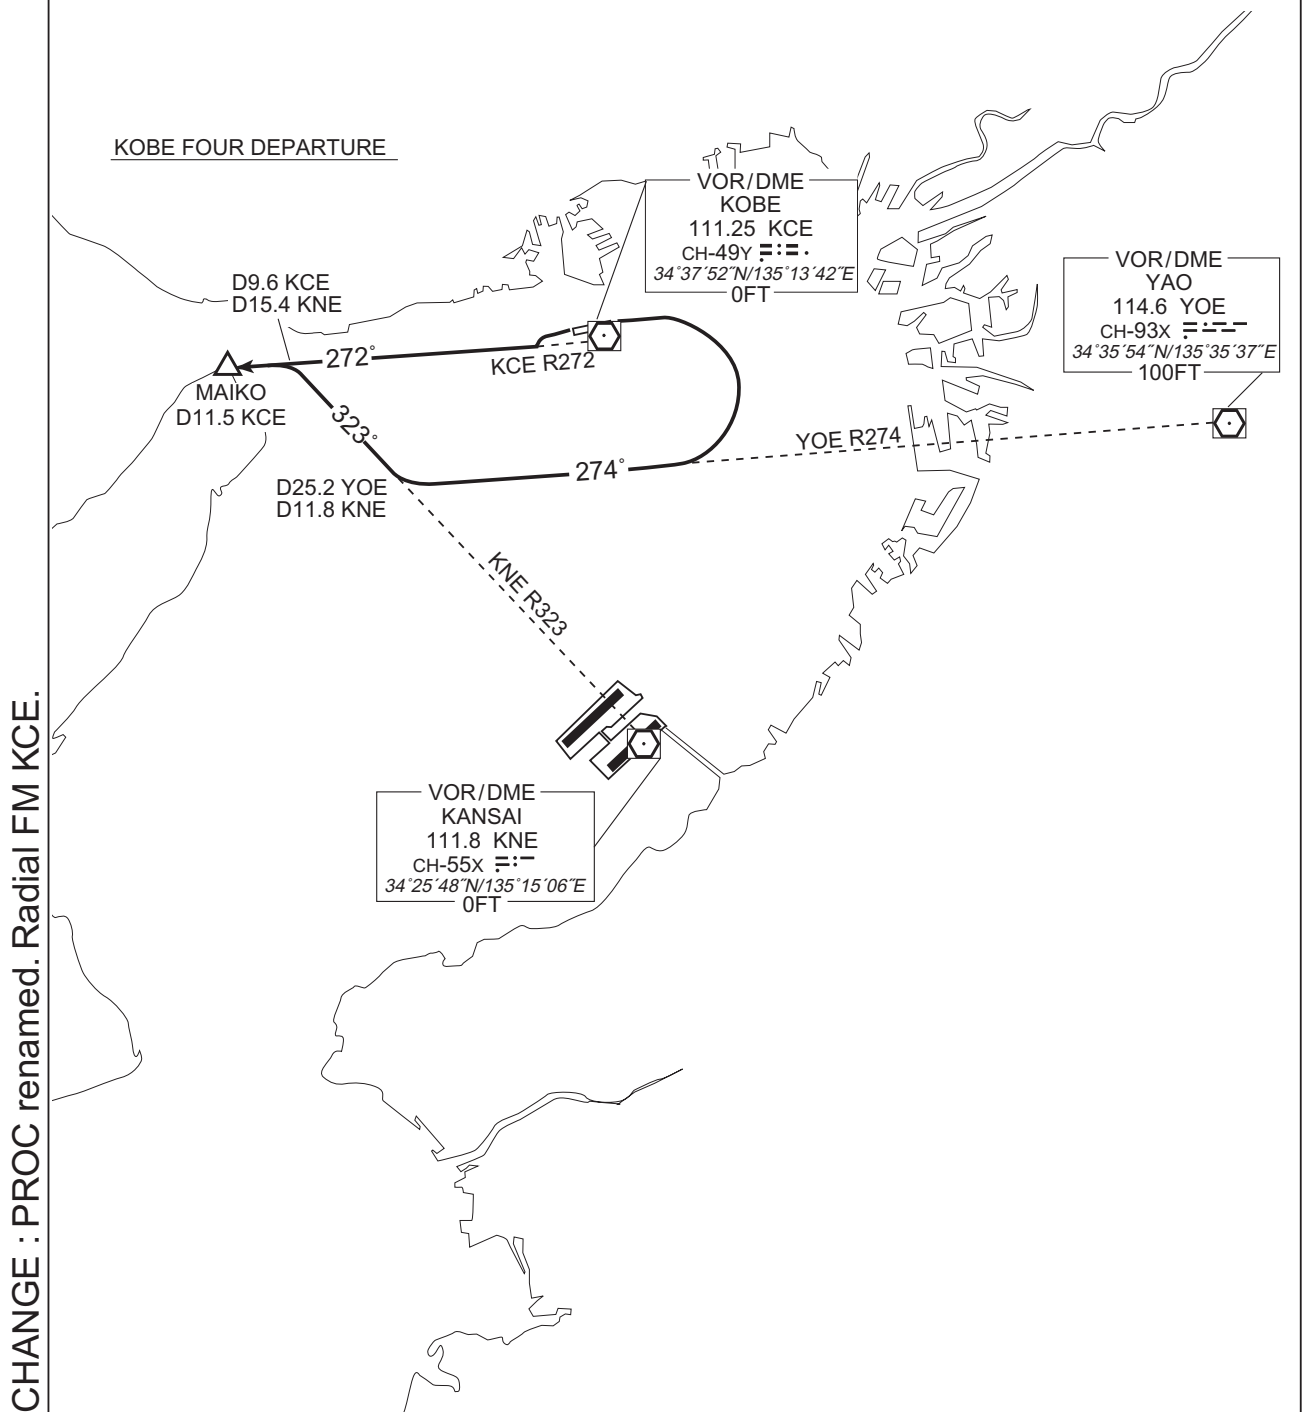 KOBE FOUR DEPARTURE
VOR/DME
KOBE
111.25 KCE
CH-49Y
34°37′52″N/135°13′42″E
0FT
VOR/DME
YAO
114.6 YOE
CH-93X
34°35′54″N/135°35′37″E
100FT
D9.6 KCE
D15.4 KNE
272°
KCE R272
MAIKO
D11.5 KCE
323°
YOE R274
274°
D25.2 YOE
D11.8 KNE
KNE R323
VOR/DME
KANSAI
111.8 KNE
CH-55X
34°25′48″N/135°15′06″E
0FT
CHANGE : PROC renamed. Radial FM KCE.